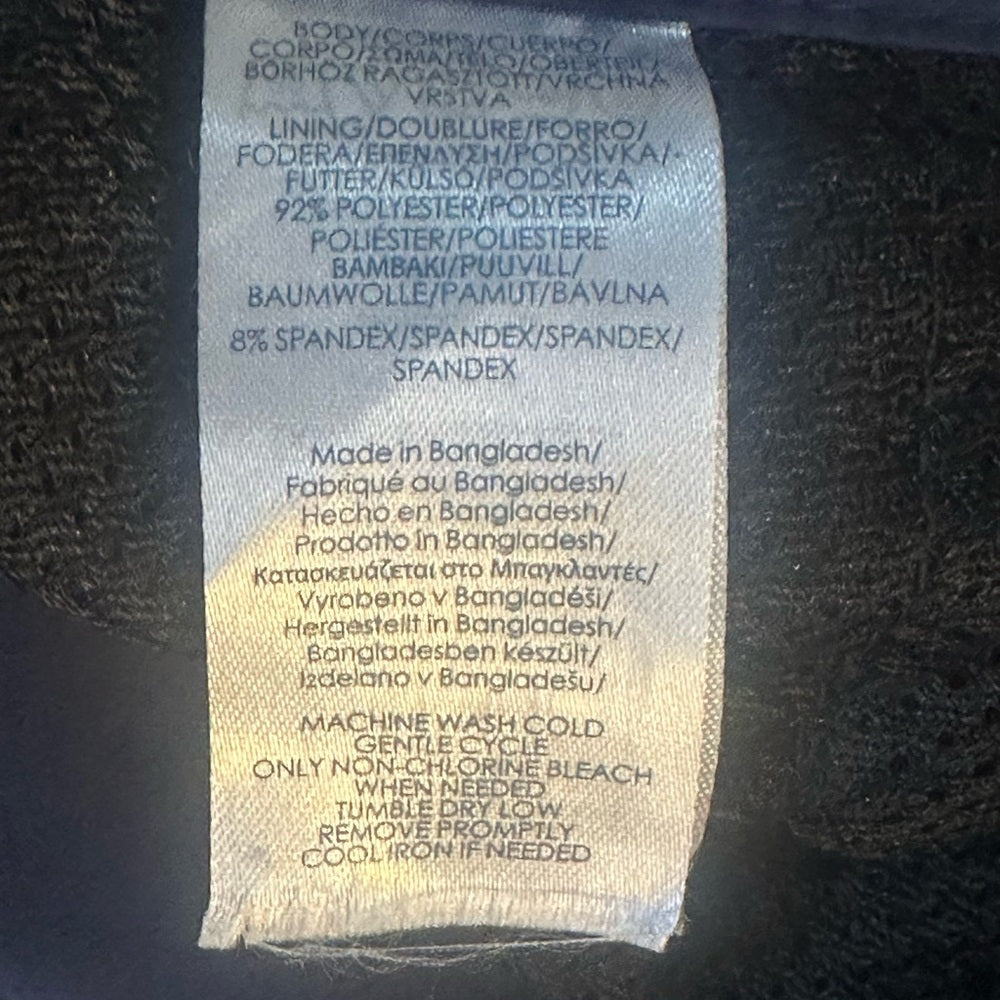 BODY/CORPS/CUERPO/
CORPO/ΣΩΜΑ/TĚLO/OBERTEIL/
BORHOZ RAGASZTOTT/VRCHNÁ
VRSTVA
LINING/DOUBLURE/FORRO/
FODERA/ΕΠΕΝΔΥΣΗ/PODŠÍVKA/
FUTTER/KÜLSŐ/PODŠÍVKA
92% POLYESTER/POLYESTER/
POLIÉSTER/POLIESTERE
BAMBAKI/PUUVILL/
BAUMWOLLE/PAMUT/BAVLNA
8% SPANDEX/SPANDEX/SPANDEX/
SPANDEX
Made in Bangladesh/
Fabriqué au Bangladesh/
Hecho en Bangladesh/
Prodotto in Bangladesh/
Κατασκευάζεται στο Μπαγκλαντές/
Vyrobeno v Bangladéši/
Hergestellt in Bangladesh/
Bangladesben készült/
Izdelano v Bangladešu/
MACHINE WASH COLD
GENTLE CYCLE
ONLY NON-CHLORINE BLEACH
WHEN NEEDED
TUMBLE DRY LOW
REMOVE PROMPTLY
COOL IRON IF NEEDED